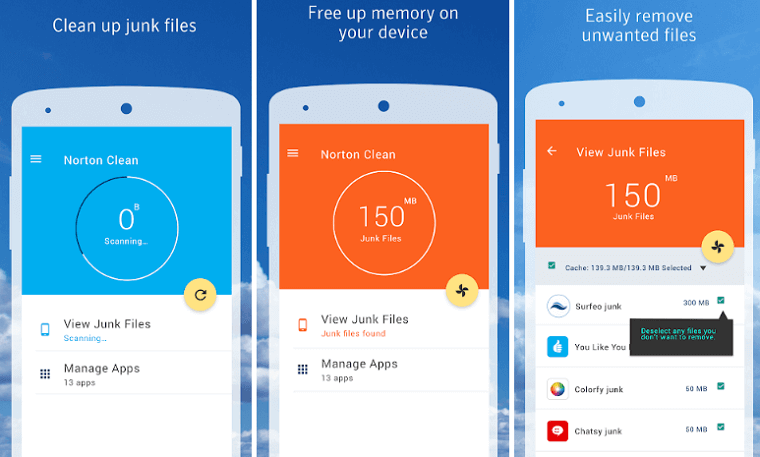 Clean up junk files
Norton Clean
0 B
Scanning...
View Junk Files
Scanning...
Manage Apps
13 apps
Free up memory on
your device
Norton Clean
150 MB
Junk Files
View Junk Files
Junk files found
Manage Apps
13 apps
Easily remove
unwanted files
View Junk Files
150 MB
Junk Files
Cache: 139.3 MB/139.3 MB Selected
Surfeo junk 300 MB
Deselect any files you
don't want to remove.
You Like You
Colorfy junk 50 MB
Chatsy junk 50 MB